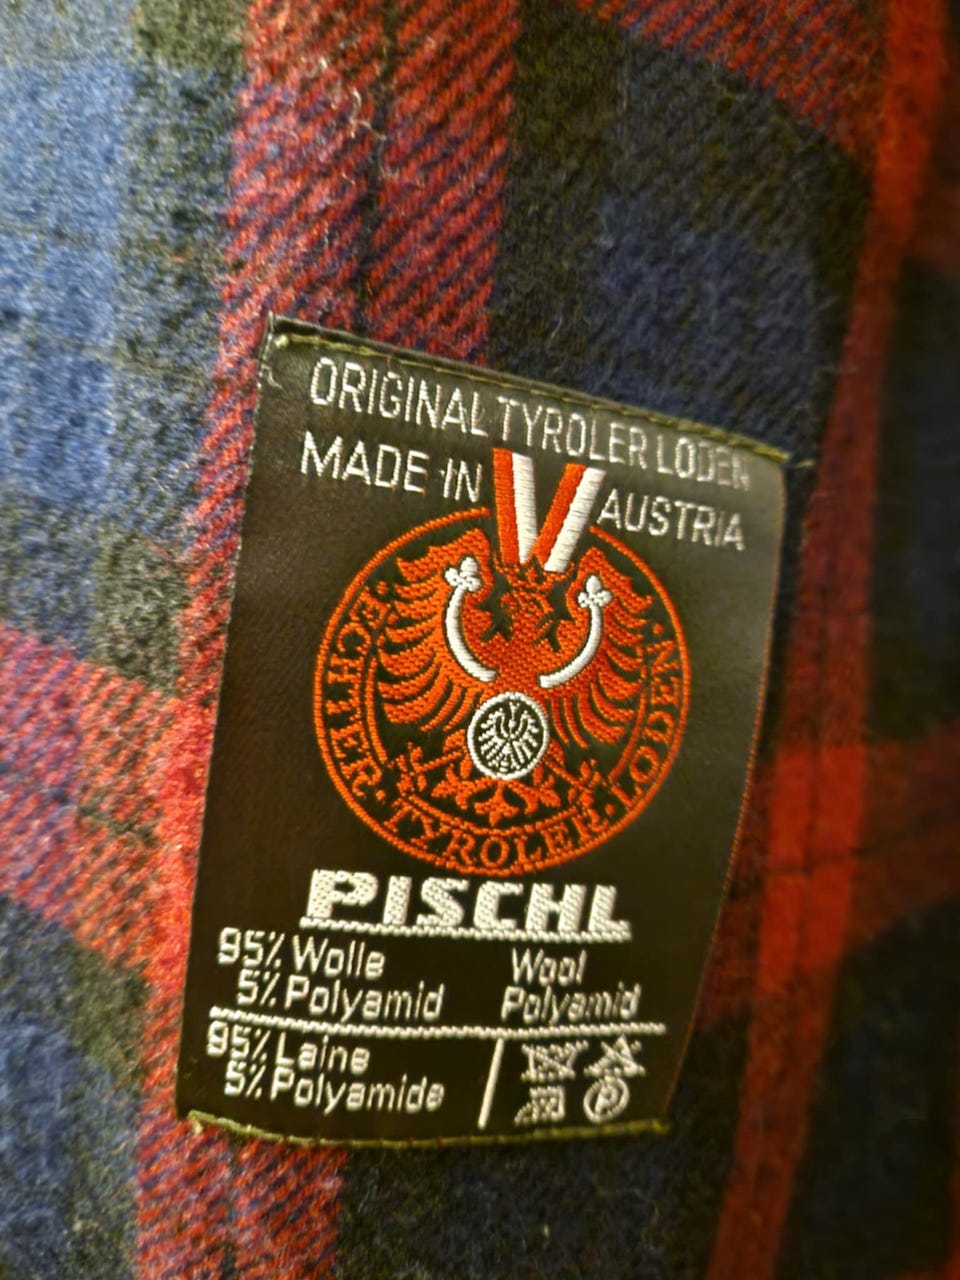 ORIGINAL TYROLER LODEN
MADE IN AUSTRIA
ECHTER · TYROLER · LODEN
PISCHL
95% Wolle Wool
5% Polyamid Polyamid
95% Laine
5% Polyamide
P